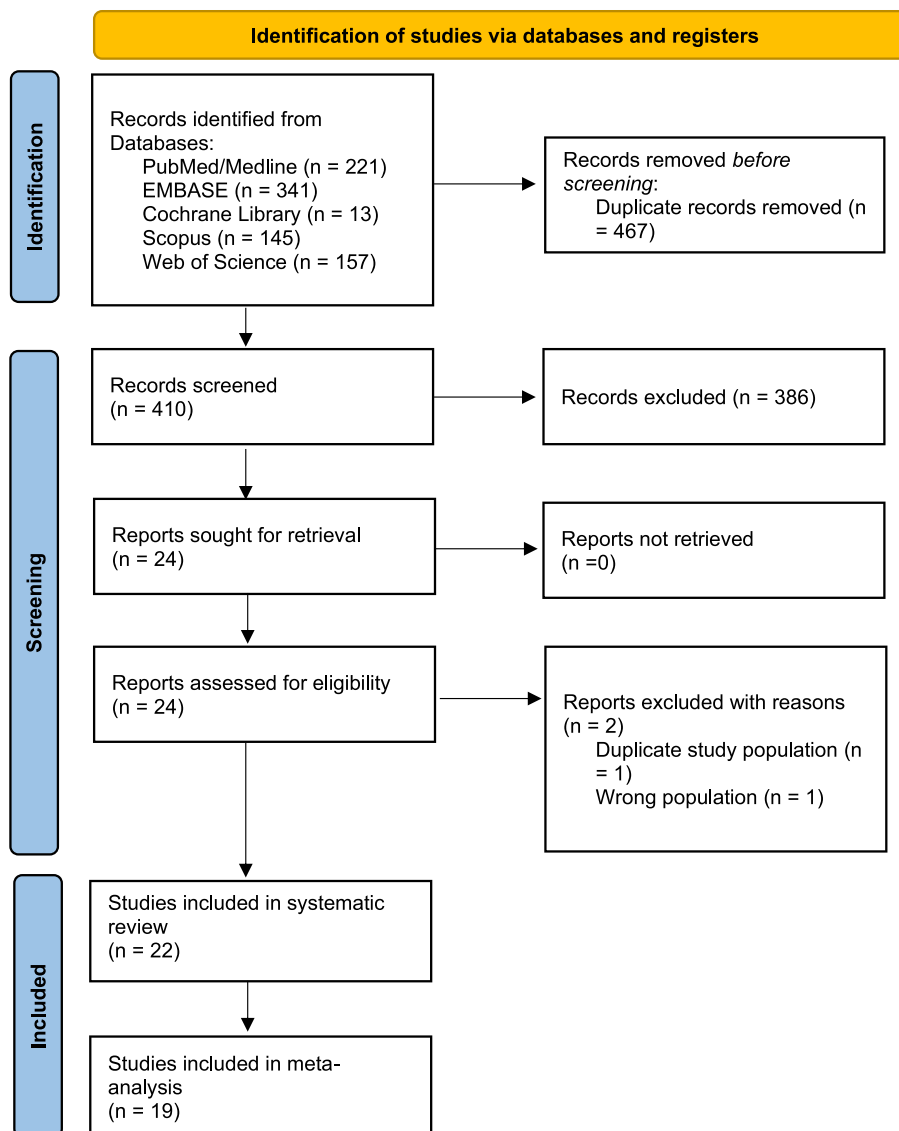 Identification of studies via databases and registers
Identification
Records identified from
Databases:
PubMed/Medline (n = 221)
EMBASE (n = 341)
Cochrane Library (n = 13)
Scopus (n = 145)
Web of Science (n = 157)
Records removed before
screening:
Duplicate records removed (n
= 467)
Screening
Records screened
(n = 410)
Records excluded (n = 386)
Reports sought for retrieval
(n = 24)
Reports not retrieved
(n =0)
Reports assessed for eligibility
(n = 24)
Reports excluded with reasons
(n = 2)
Duplicate study population (n
= 1)
Wrong population (n = 1)
Included
Studies included in systematic
review
(n = 22)
Studies included in meta-
analysis
(n = 19)